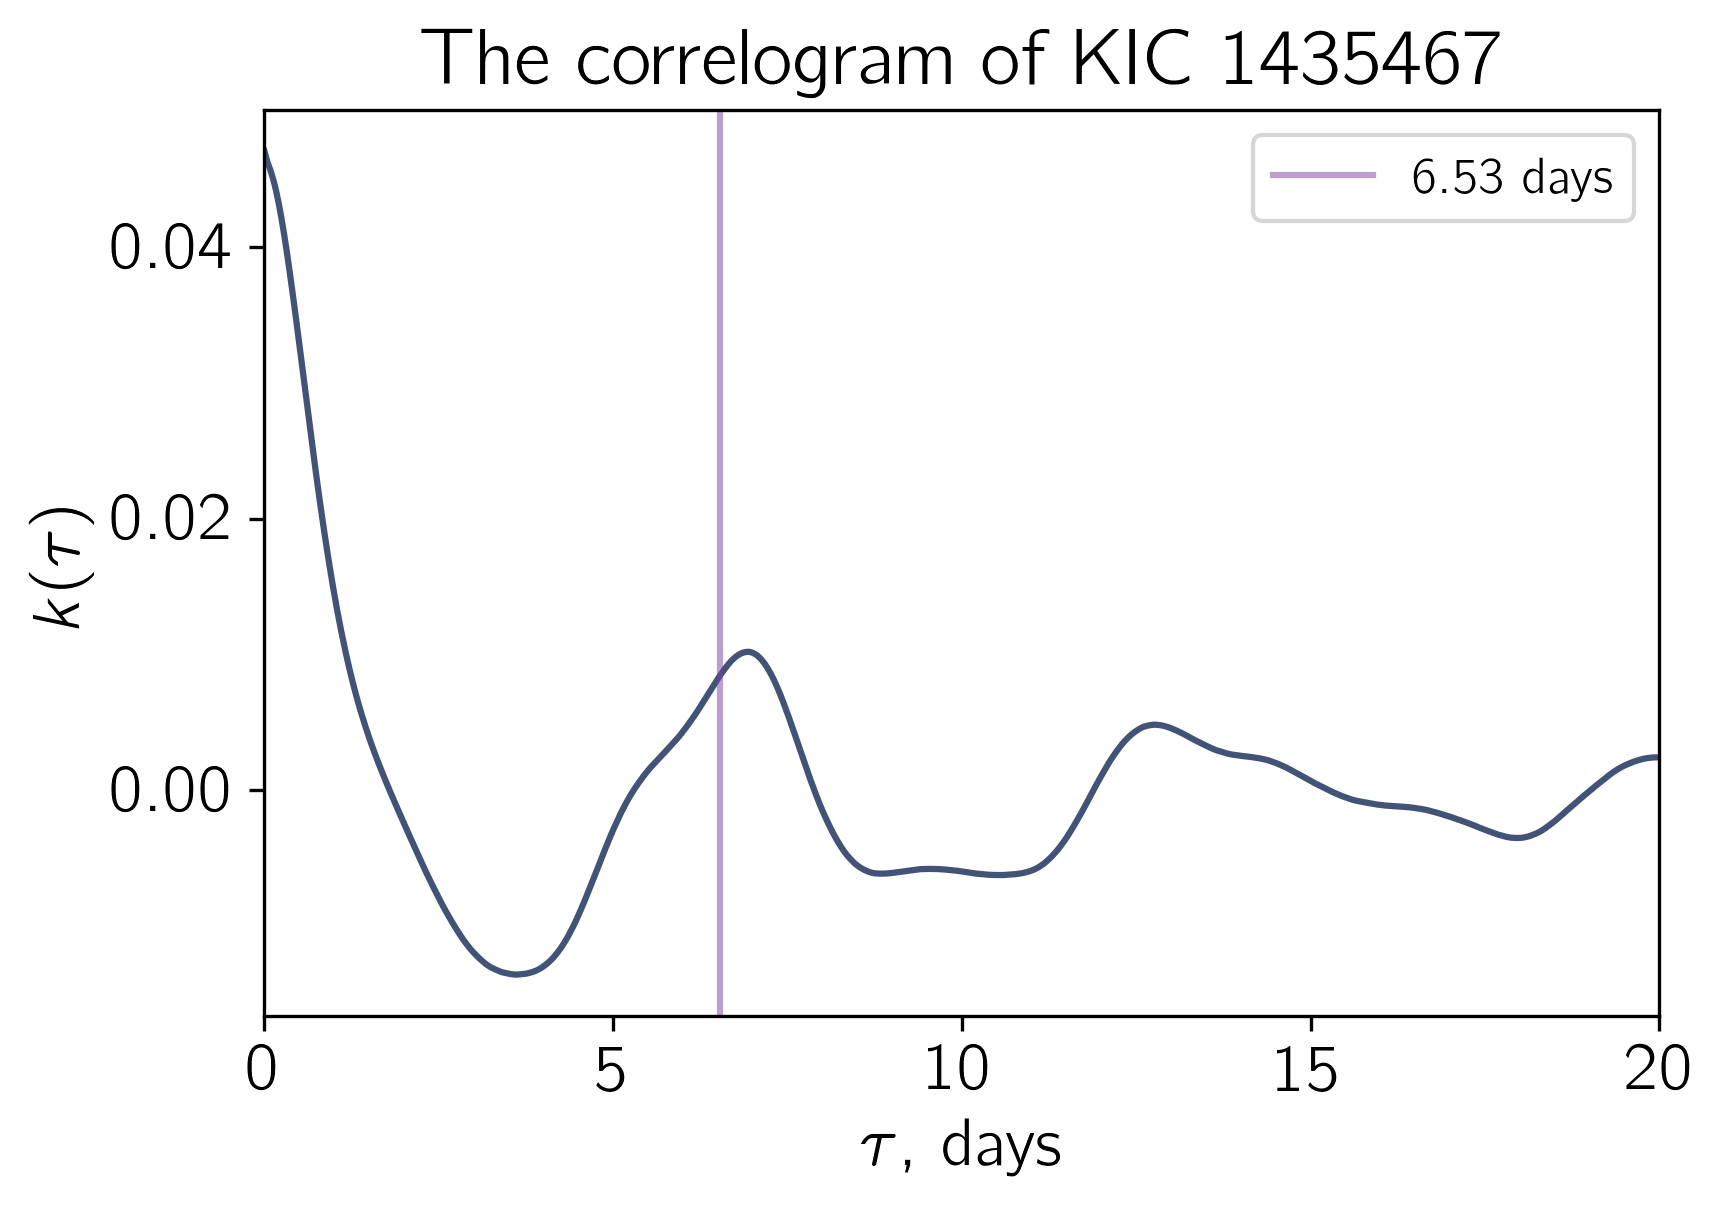 The correlogram of KIC 1435467
6.53 days
0.04
0.02
0.00
k(τ)
0 5 10 15 20
τ, days